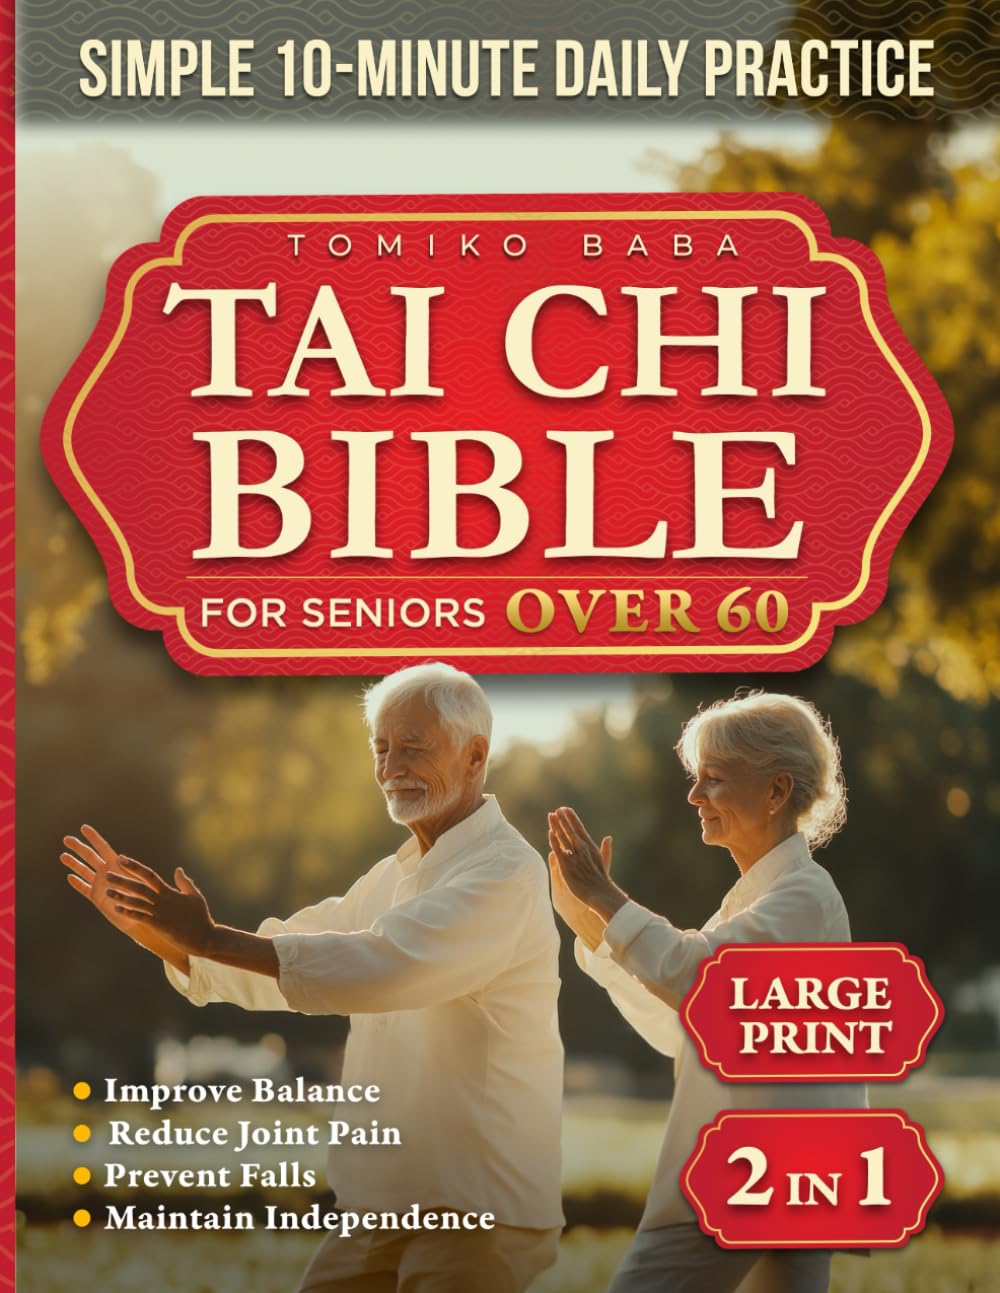 SIMPLE 10-MINUTE DAILY PRACTICE
TOMIKO BABA
TAI CHI
BIBLE
FOR SENIORS OVER 60
LARGE
PRINT
2 IN 1
Improve Balance
Reduce Joint Pain
Prevent Falls
Maintain Independence